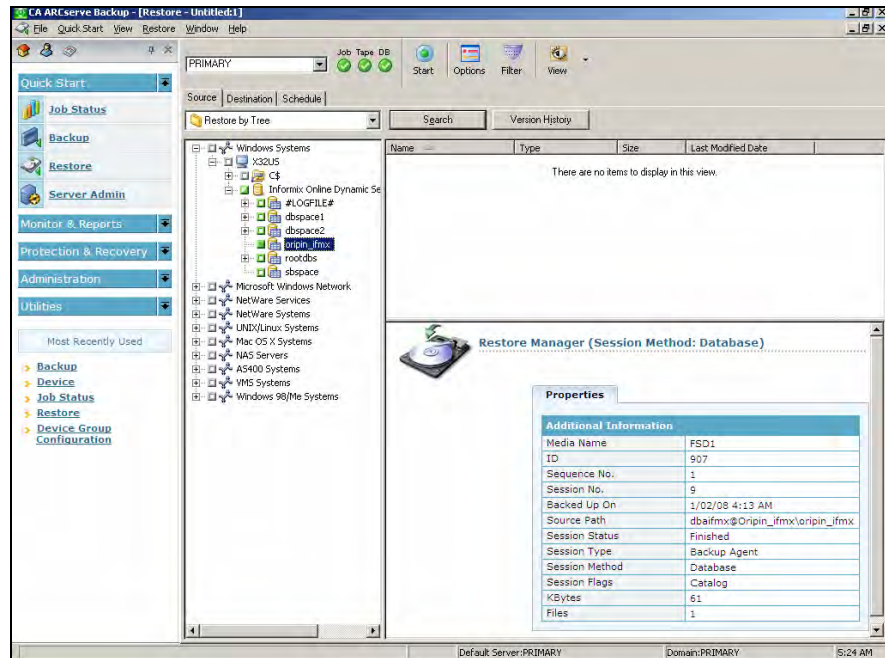 CA ARCserve Backup - [Restore - Untitled:1]
File Quick Start View Restore Window Help
PRIMARY
Job Tape DB
Start Options Filter View
Quick Start
Job Status
Backup
Restore
Server Admin
Monitor & Reports
Protection & Recovery
Administration
Utilities
Most Recently Used
Backup
Device
Job Status
Restore
Device Group
Configuration
Source Destination Schedule
Restore by Tree
Search Version History
Windows Systems
X32U5
C$
Informix Online Dynamic Se
#LOGFILE#
dbspace1
dbspace2
oripin_ifmx
rootdbs
sbspace
Microsoft Windows Network
NetWare Services
NetWare Systems
UNIX/Linux Systems
Mac OS X Systems
NAS Servers
AS400 Systems
VMS Systems
Windows 98/Me Systems
Name Type Size Last Modified Date
There are no items to display in this view.
Restore Manager (Session Method: Database)
Properties
Additional Information
Media Name FSD1
ID 907
Sequence No. 1
Session No. 9
Backed Up On 1/02/08 4:13 AM
Source Path dbaifmx@Oripin_ifmx\oripin_ifmx
Session Status Finished
Session Type Backup Agent
Session Method Database
Session Flags Catalog
KBytes 61
Files 1
Default Server:PRIMARY Domain:PRIMARY 5:24 AM